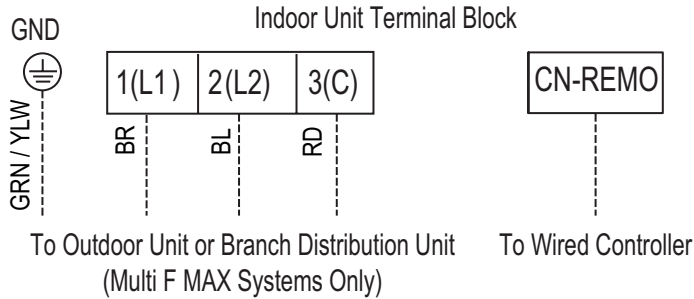 Indoor Unit Terminal Block
GND
1(L1)
2(L2)
3(C)
CN-REMO
GRN / YLW
BR
BL
RD
To Outdoor Unit or Branch Distribution Unit
(Multi F MAX Systems Only)
To Wired Controller